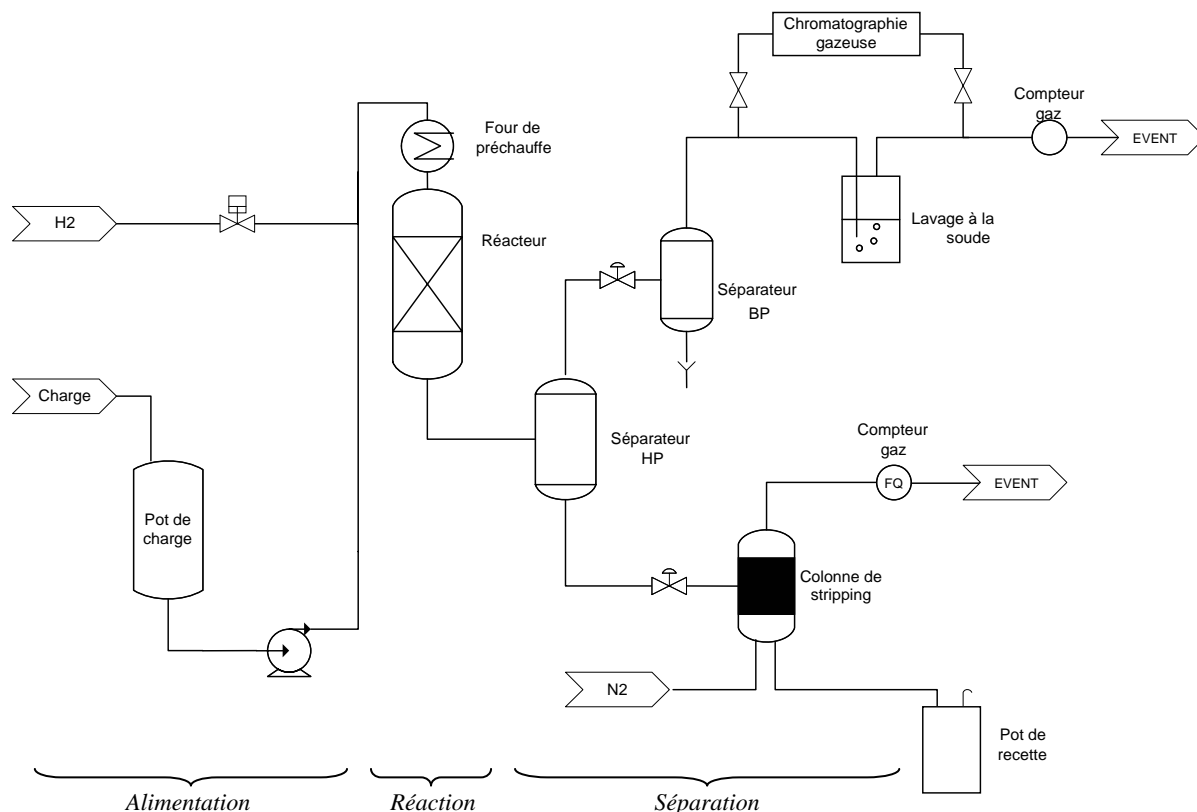 Chromatographie
gazeuse
Compteur
gaz
EVENT
Four de
préchauffe
H2
Réacteur
Lavage à la
soude
Séparateur
BP
Charge
Séparateur
HP
Compteur
gaz
FQ
EVENT
Pot de
charge
Colonne de
stripping
N2
Pot de
recette
Alimentation
Réaction
Séparation